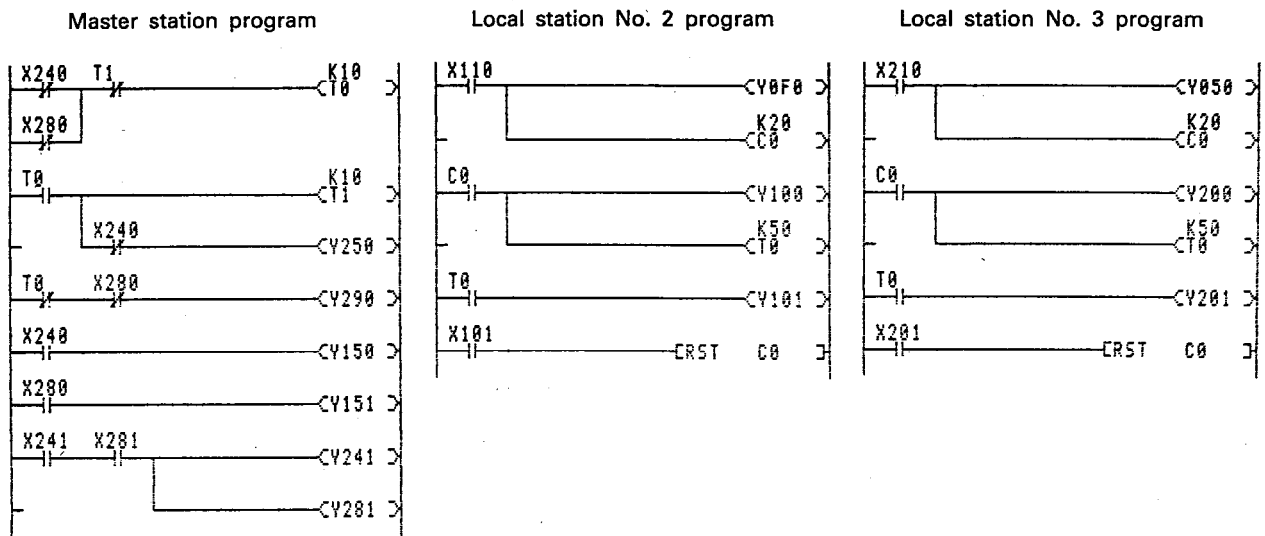 Master station program
X240 T1 K10
T0
X280
T0 K10
T1
X240
Y250
T0 X280
Y290
X240
Y150
X280
Y151
X241 X281
Y241
Y281
Local station No. 2 program
X110
Y0F0
K20
C0
C0
Y100
K50
T0
T0
Y101
X101
RST C0
Local station No. 3 program
X210
Y050
K20
C0
C0
Y200
K50
T0
T0
Y201
X201
RST C0